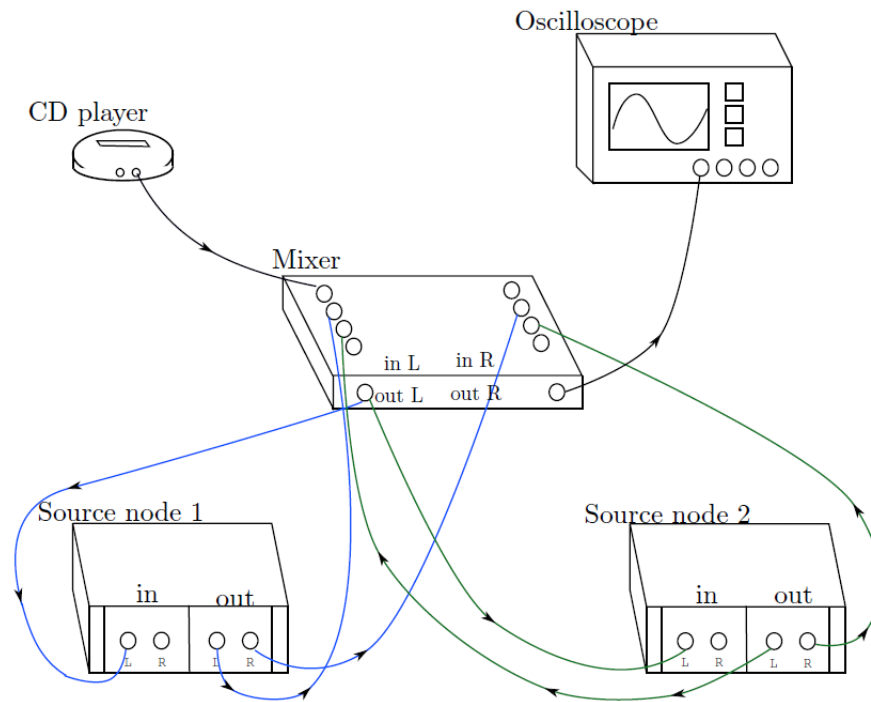 Oscilloscope
CD player
Mixer
in L
in R
out L
out R
Source node 1
in
out
L
R
L
R
Source node 2
in
out
L
R
L
R